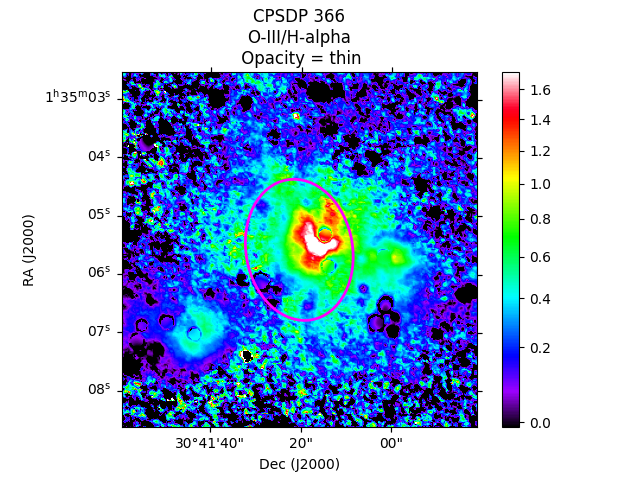 CPSDP 366
O-III/H-alpha
Opacity = thin
1ʰ35ᵐ03ˢ
04ˢ
05ˢ
06ˢ
07ˢ
08ˢ
RA (J2000)
30°41'40" 20" 00"
Dec (J2000)
1.6
1.4
1.2
1.0
0.8
0.6
0.4
0.2
0.0